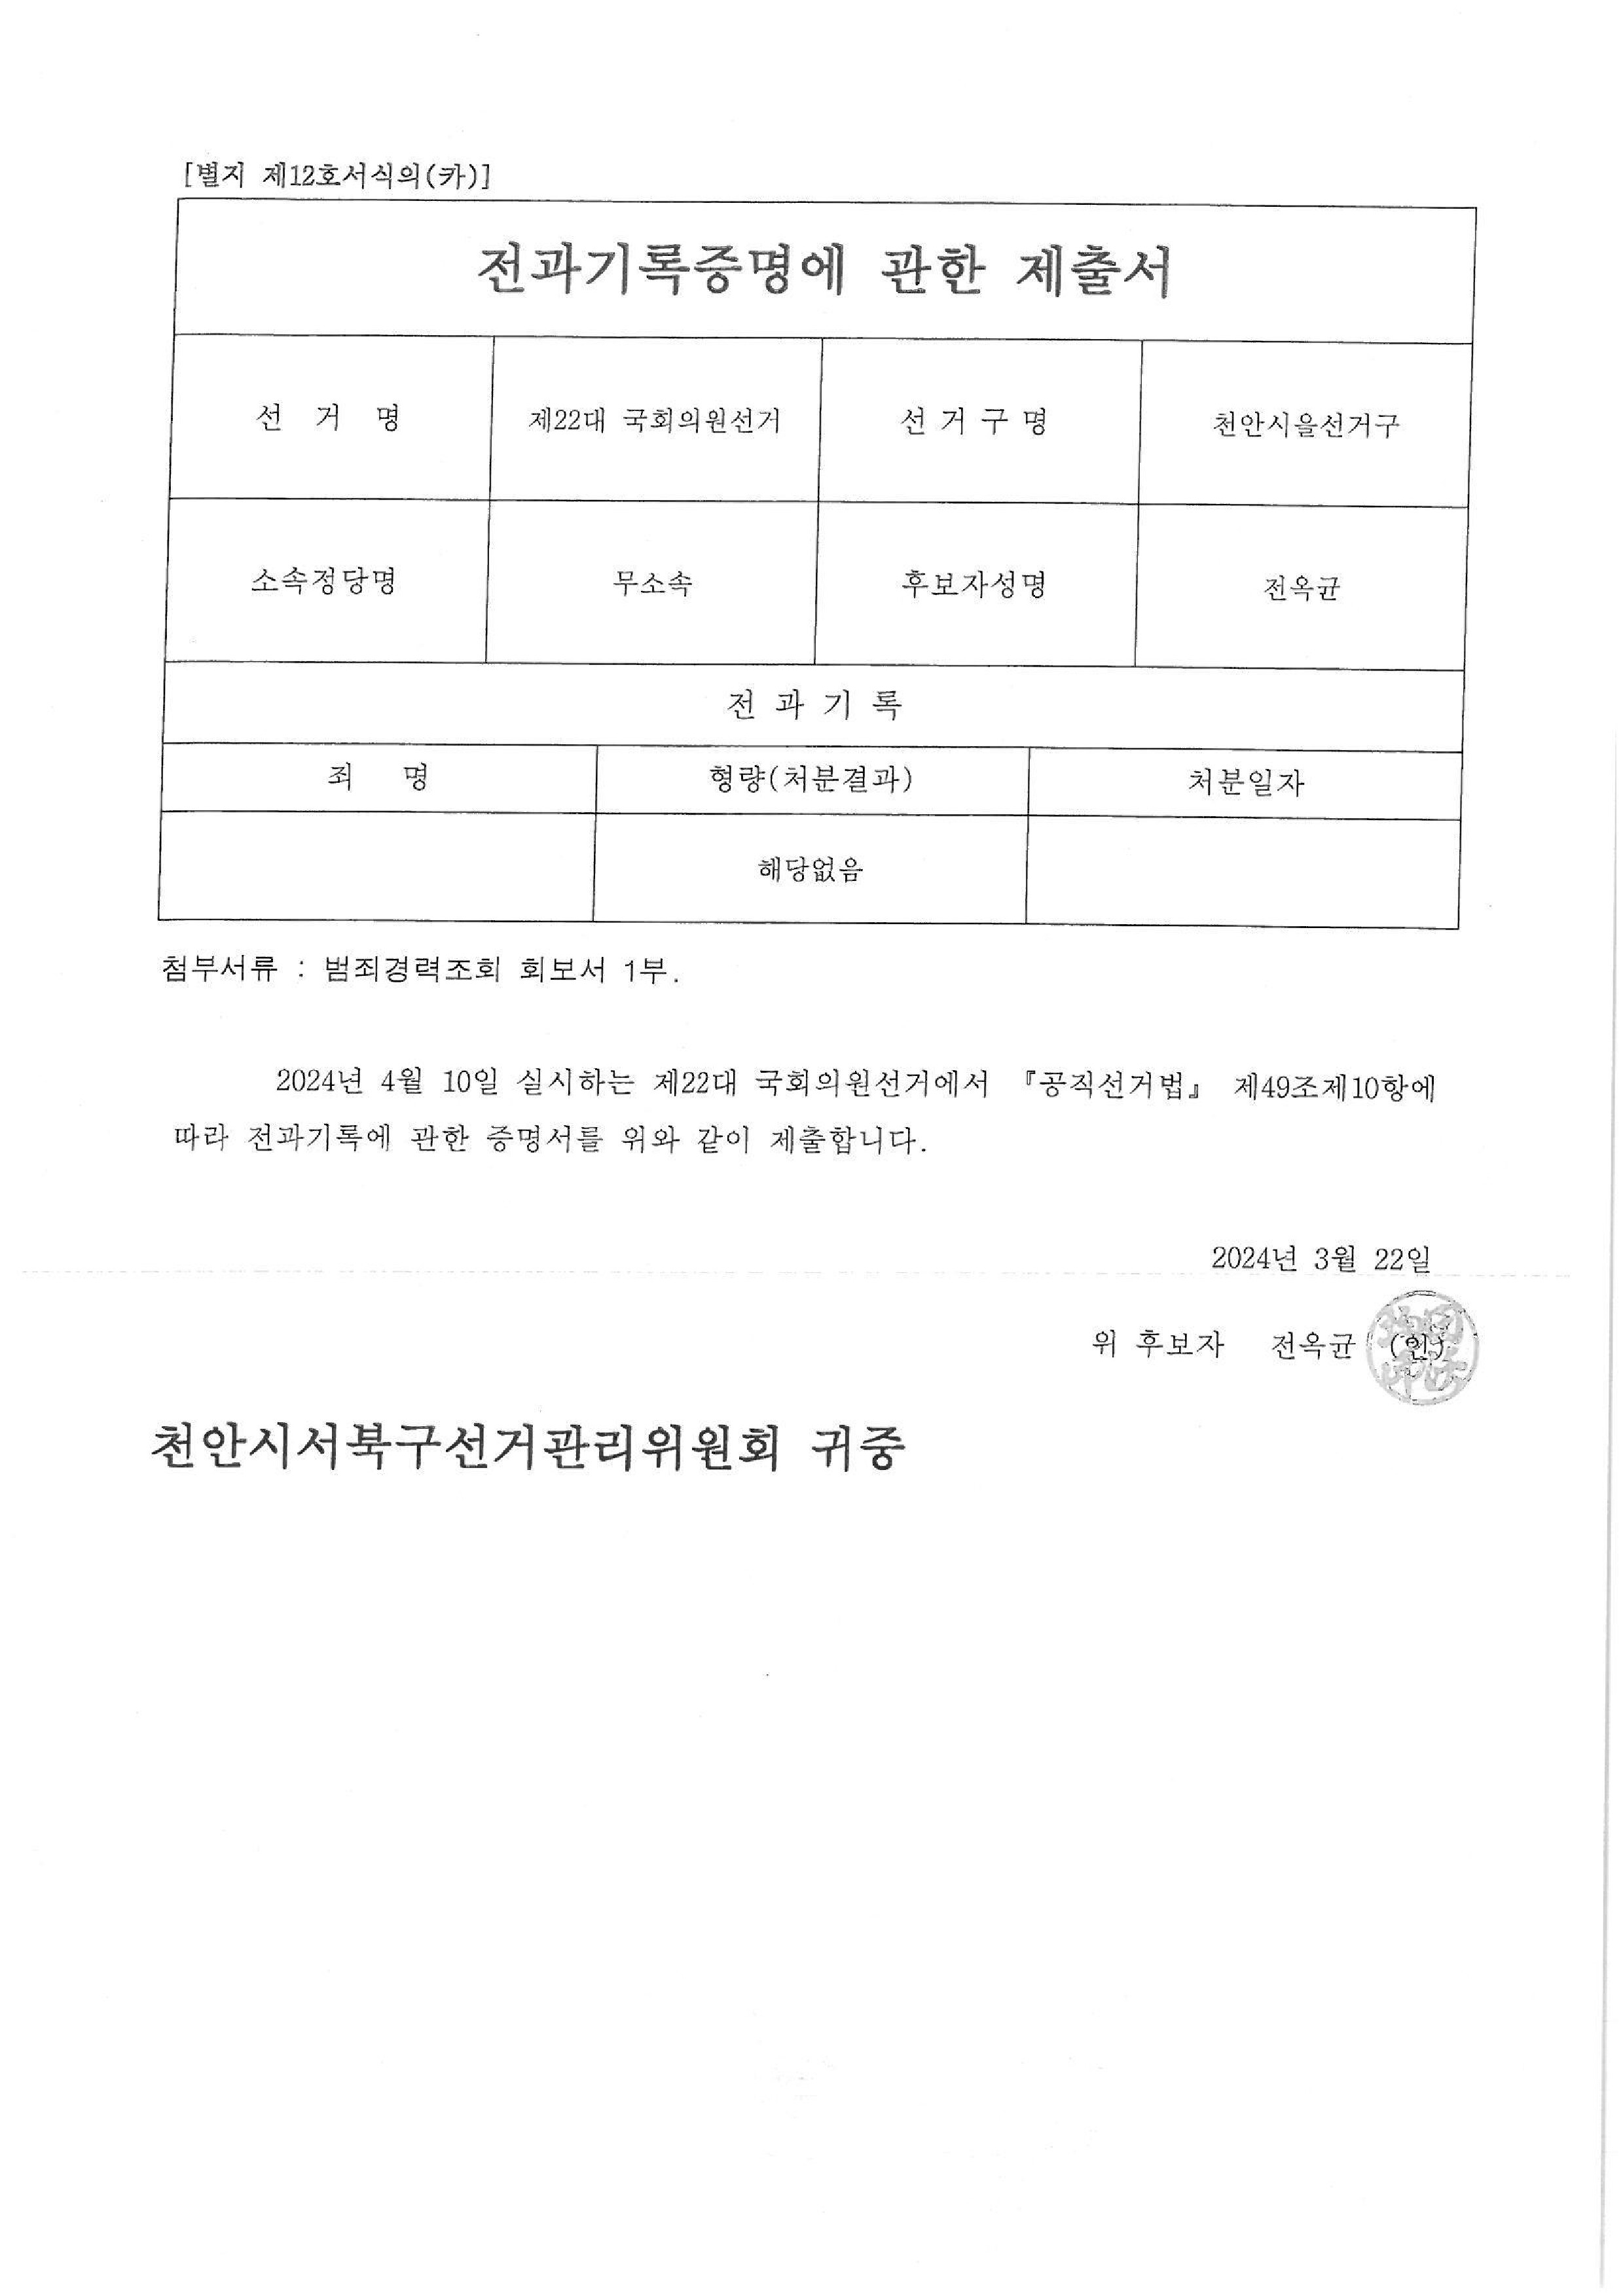 [별지 제12호서식의(카)]
전과기록증명에 관한 제출서
선 거 명 제22대 국회의원선거 선 거 구 명 천안시을선거구
소속정당명 무소속 후보자성명 전옥균
전 과 기 록
죄 명 형량(처분결과) 처분일자
해당없음
첨부서류 : 범죄경력조회 회보서 1부.
2024년 4월 10일 실시하는 제22대 국회의원선거에서 『공직선거법』 제49조제10항에
따라 전과기록에 관한 증명서를 위와 같이 제출합니다.
2024년 3월 22일
위 후보자 전옥균 (인)
천안시서북구선거관리위원회 귀중